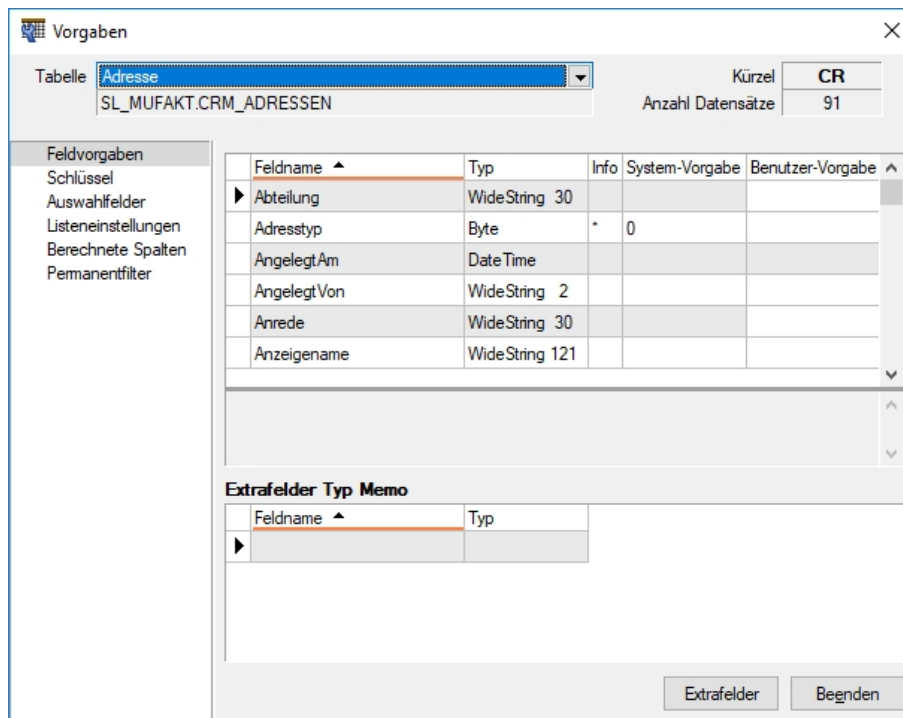 Vorgaben
Tabelle Adresse Kürzel CR
SL_MUFAKT.CRM_ADRESSEN Anzahl Datensätze 91
Feldvorgaben
Schlüssel
Auswahlfelder
Listeneinstellungen
Berechnete Spalten
Permanentfilter
Feldname Typ Info System-Vorgabe Benutzer-Vorgabe
Abteilung WideString 30
Adresstyp Byte * 0
AngelegtAm DateTime
AngelegtVon WideString 2
Anrede WideString 30
Anzeigename WideString 121
Extrafelder Typ Memo
Feldname Typ
Extrafelder Beenden